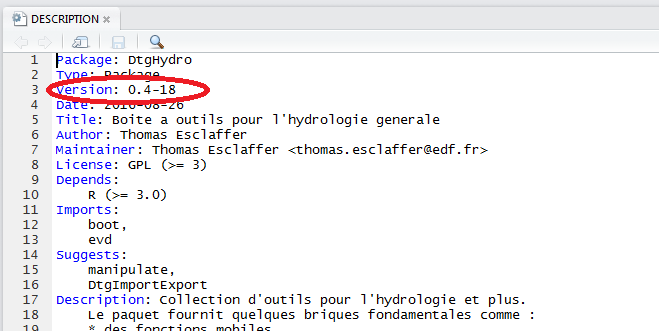 DESCRIPTION
1 Package: DtgHydro
2 Type: Package
3 Version: 0.4-18
4 Date: 2016-08-26
5 Title: Boite a outils pour l'hydrologie generale
6 Author: Thomas Esclaffer
7 Maintainer: Thomas Esclaffer <thomas.esclaffer@edf.fr>
8 License: GPL (>= 3)
9 Depends:
10 R (>= 3.0)
11 Imports:
12 boot,
13 evd
14 Suggests:
15 manipulate,
16 DtgImportExport
17 Description: Collection d'outils pour l'hydrologie et plus.
18 Le paquet fournit quelques briques fondamentales comme :
19 * des fonctions mobiles